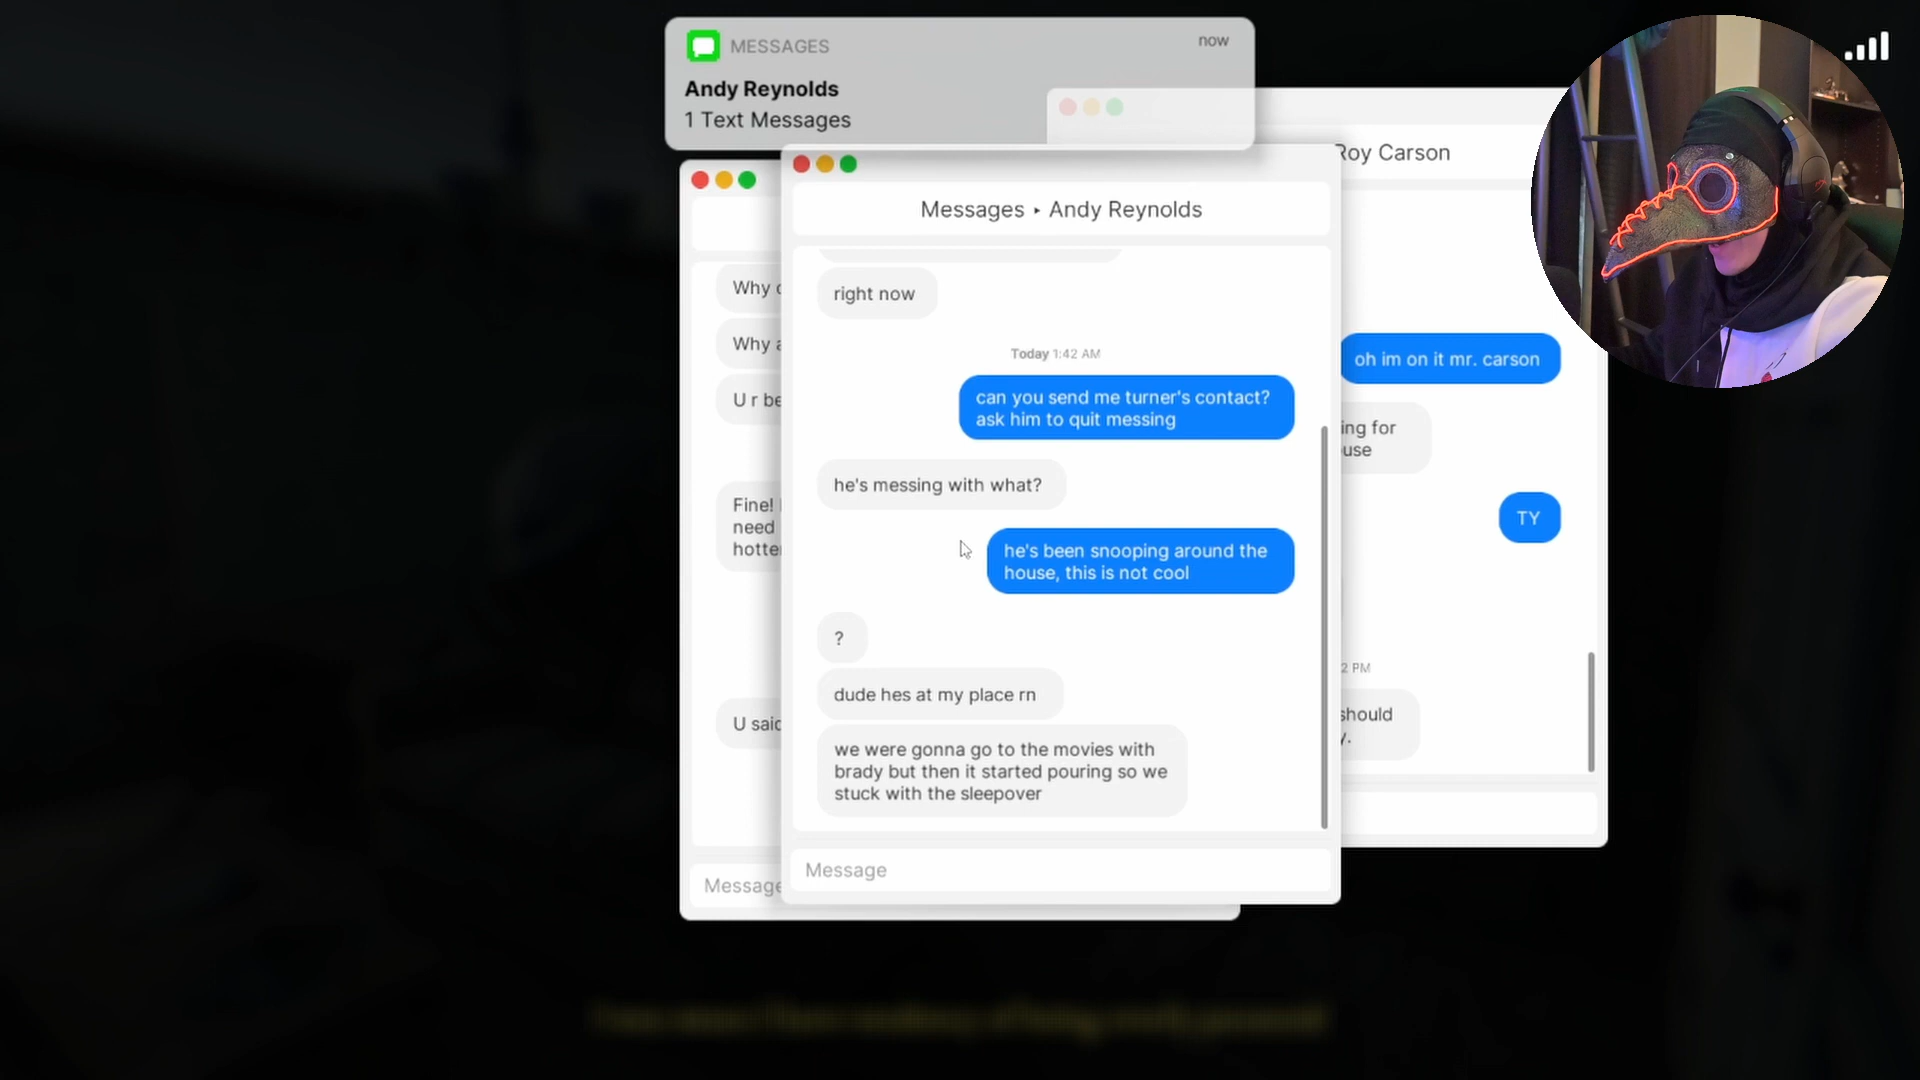 MESSAGES
now
Andy Reynolds
1 Text Messages
Roy Carson
Messages ‣ Andy Reynolds
right now
Today 1:42 AM
can you send me turner's contact?
ask him to quit messing
he's messing with what?
he's been snooping around the
house, this is not cool
?
dude hes at my place rn
we were gonna go to the movies with
brady but then it started pouring so we
stuck with the sleepover
Message
Why
Why
U r
Fine!
need
hotte
U said
Message
oh im on it mr. carson
ing for
use
TY
2 PM
should
y.